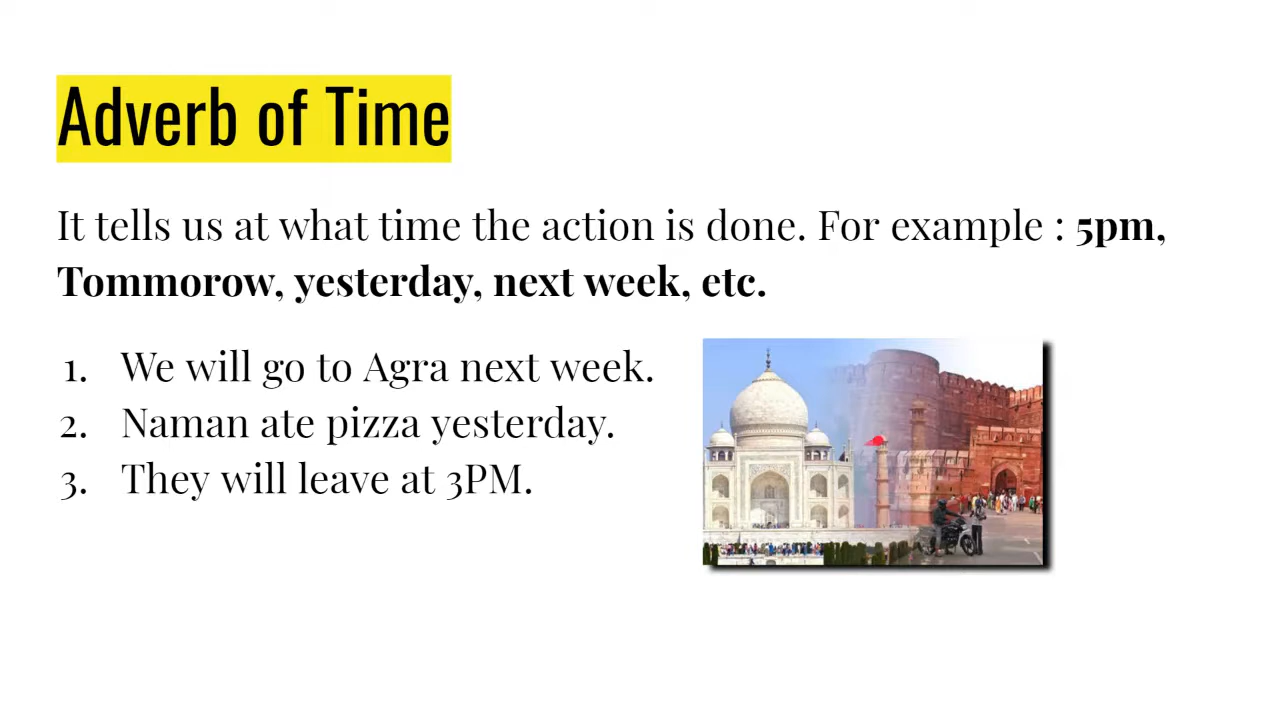 Adverb of Time
It tells us at what time the action is done. For example : 5pm,
Tommorow, yesterday, next week, etc.
1. We will go to Agra next week.
2. Naman ate pizza yesterday.
3. They will leave at 3PM.